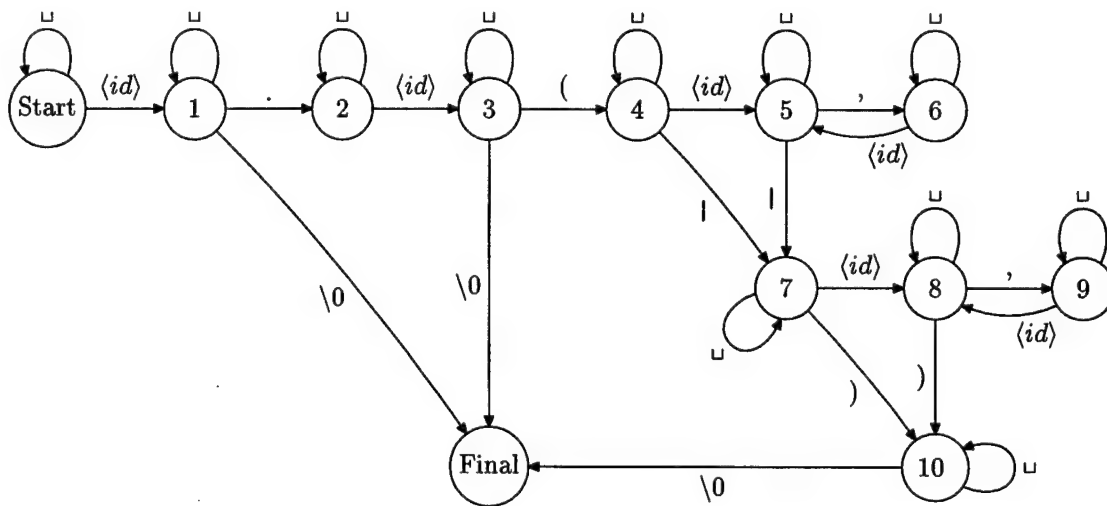 ␣ ␣ ␣ ␣ ␣ ␣ ␣
Start ⟨id⟩ 1 . 2 ⟨id⟩ 3 ( 4 ⟨id⟩ 5 , 6
⟨id⟩
| |
␣ ␣
\0 \0 7 ⟨id⟩ 8 , 9
⟨id⟩
␣
) )
Final \0 10 ␣